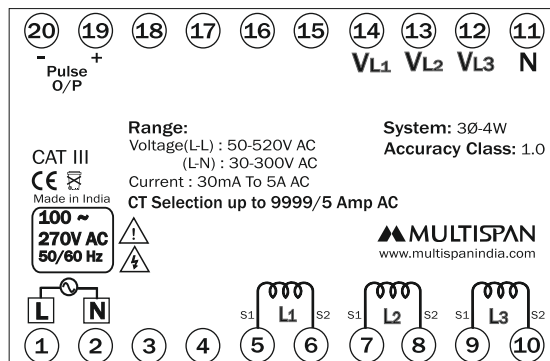 20 19 18 17 16 15 14 13 12 11
- + VL1 VL2 VL3 N
Pulse
O/P
Range:
Voltage(L-L) : 50-520V AC
(L-N) : 30-300V AC
Current : 30mA To 5A AC
CT Selection up to 9999/5 Amp AC
System: 3Ø-4W
Accuracy Class: 1.0
CAT III
CE
Made in India
100 ~
270V AC
50/60 Hz
MULTISPAN
www.multispanindia.com
L N
S1 L1 S2 S1 L2 S2 S1 L3 S2
1 2 3 4 5 6 7 8 9 10